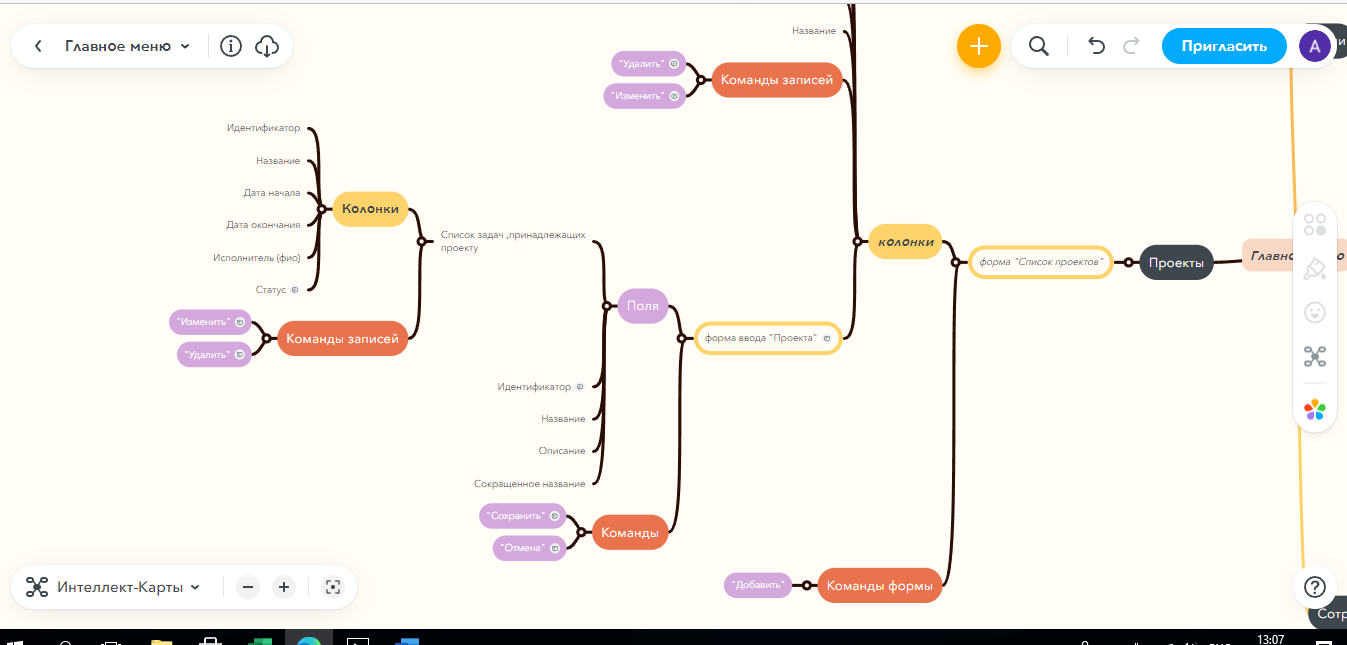 Главное меню
Пригласить
A
Название
"Удалить"
"Изменить"
Команды записей
Идентификатор
Название
Дата начала
Дата окончания
Исполнитель (фио)
Статус
Колонки
"Изменить"
"Удалить"
Команды записей
Список задач ,принадлежащих
проекту
Поля
Идентификатор
Название
Описание
Сокращенное название
"Сохранить"
"Отмена"
Команды
форма ввода "Проекта"
колонки
форма "Список проектов"
Проекты
"Добавить"
Команды формы
Интеллект-Карты
13:07